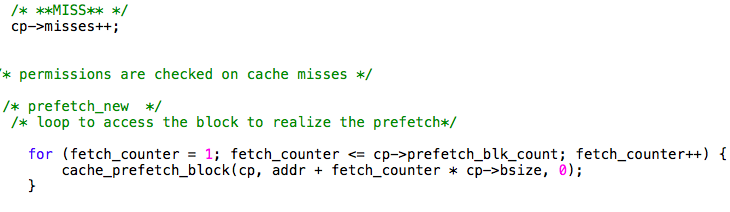 /* **MISS** */
cp->misses++;
/* permissions are checked on cache misses */
/* prefetch_new  */
/* loop to access the block to realize the prefetch*/
for (fetch_counter = 1; fetch_counter <= cp->prefetch_blk_count; fetch_counter++) {
cache_prefetch_block(cp, addr + fetch_counter * cp->bsize, 0);
}